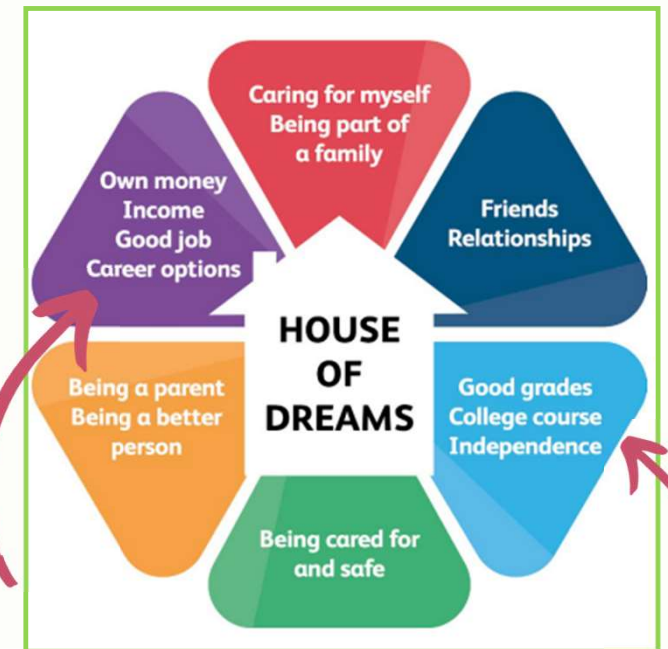 Caring for myself
Being part of
a family
Friends
Relationships
Good grades
College course
Independence
Being cared for
and safe
Being a parent
Being a better
person
Own money
Income
Good job
Career options
HOUSE
OF
DREAMS